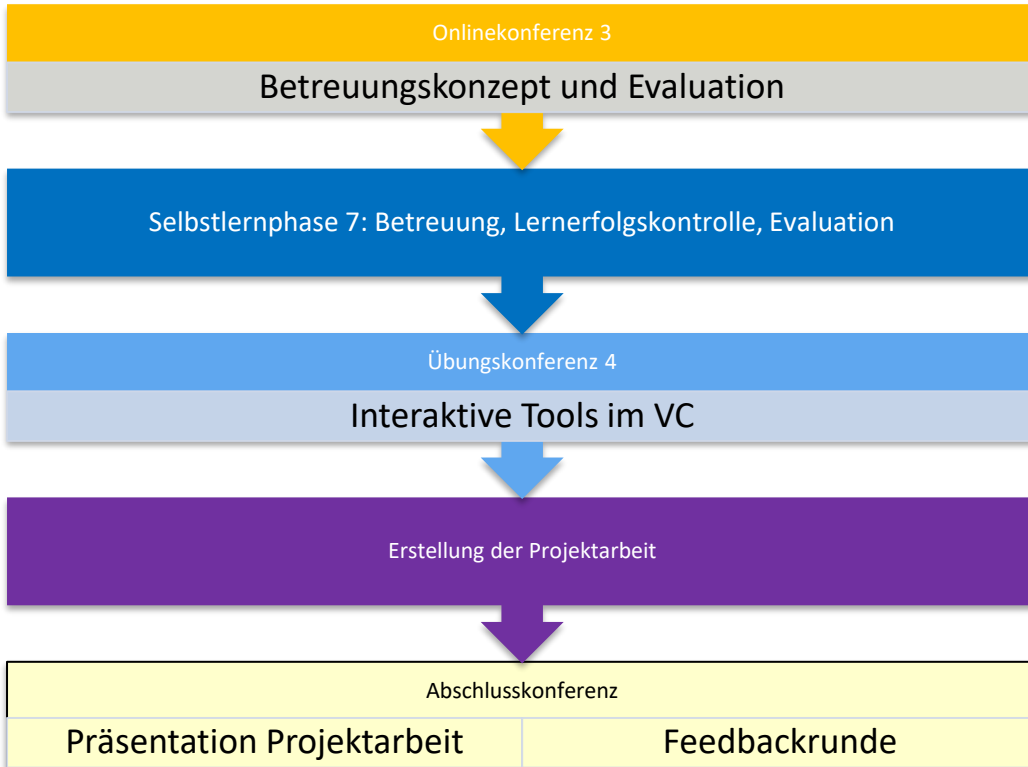 Onlinekonferenz 3
Betreuungskonzept und Evaluation
Selbstlernphase 7: Betreuung, Lernerfolgskontrolle, Evaluation
Übungskonferenz 4
Interaktive Tools im VC
Erstellung der Projektarbeit
Abschlusskonferenz
Präsentation Projektarbeit
Feedbackrunde